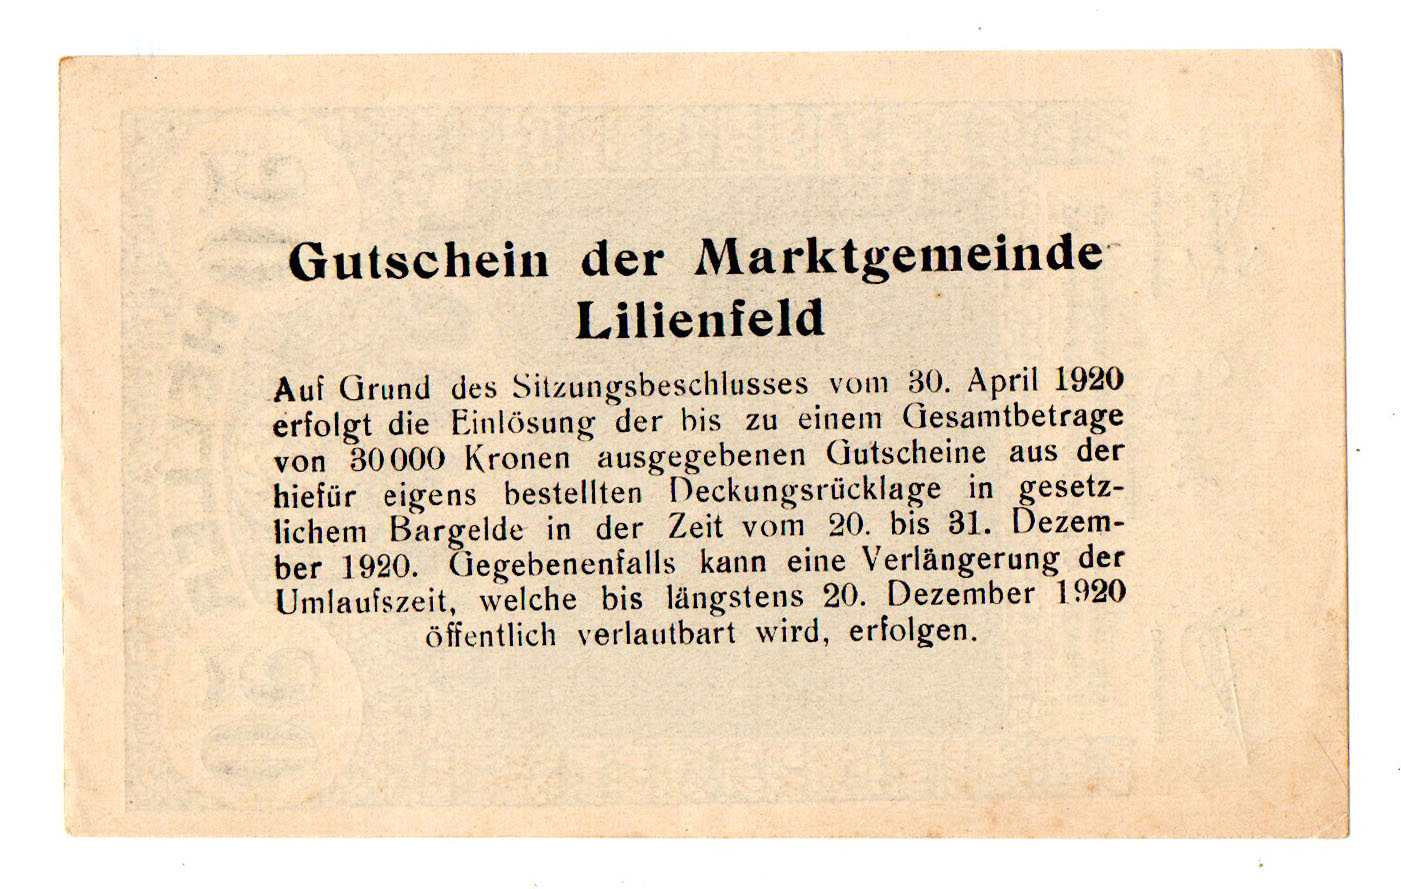 Gutschein der Marktgemeinde
Lilienfeld
Auf Grund des Sitzungsbeschlusses vom 30. April 1920
erfolgt die Einlösung der bis zu einem Gesamtbetrage
von 30000 Kronen ausgegebenen Gutscheine aus der
hiefür eigens bestellten Deckungsrücklage in gesetz-
lichem Bargelde in der Zeit vom 20. bis 31. Dezem-
ber 1920. Gegebenenfalls kann eine Verlängerung der
Umlaufszeit, welche bis längstens 20. Dezember 1920
öffentlich verlautbart wird, erfolgen.